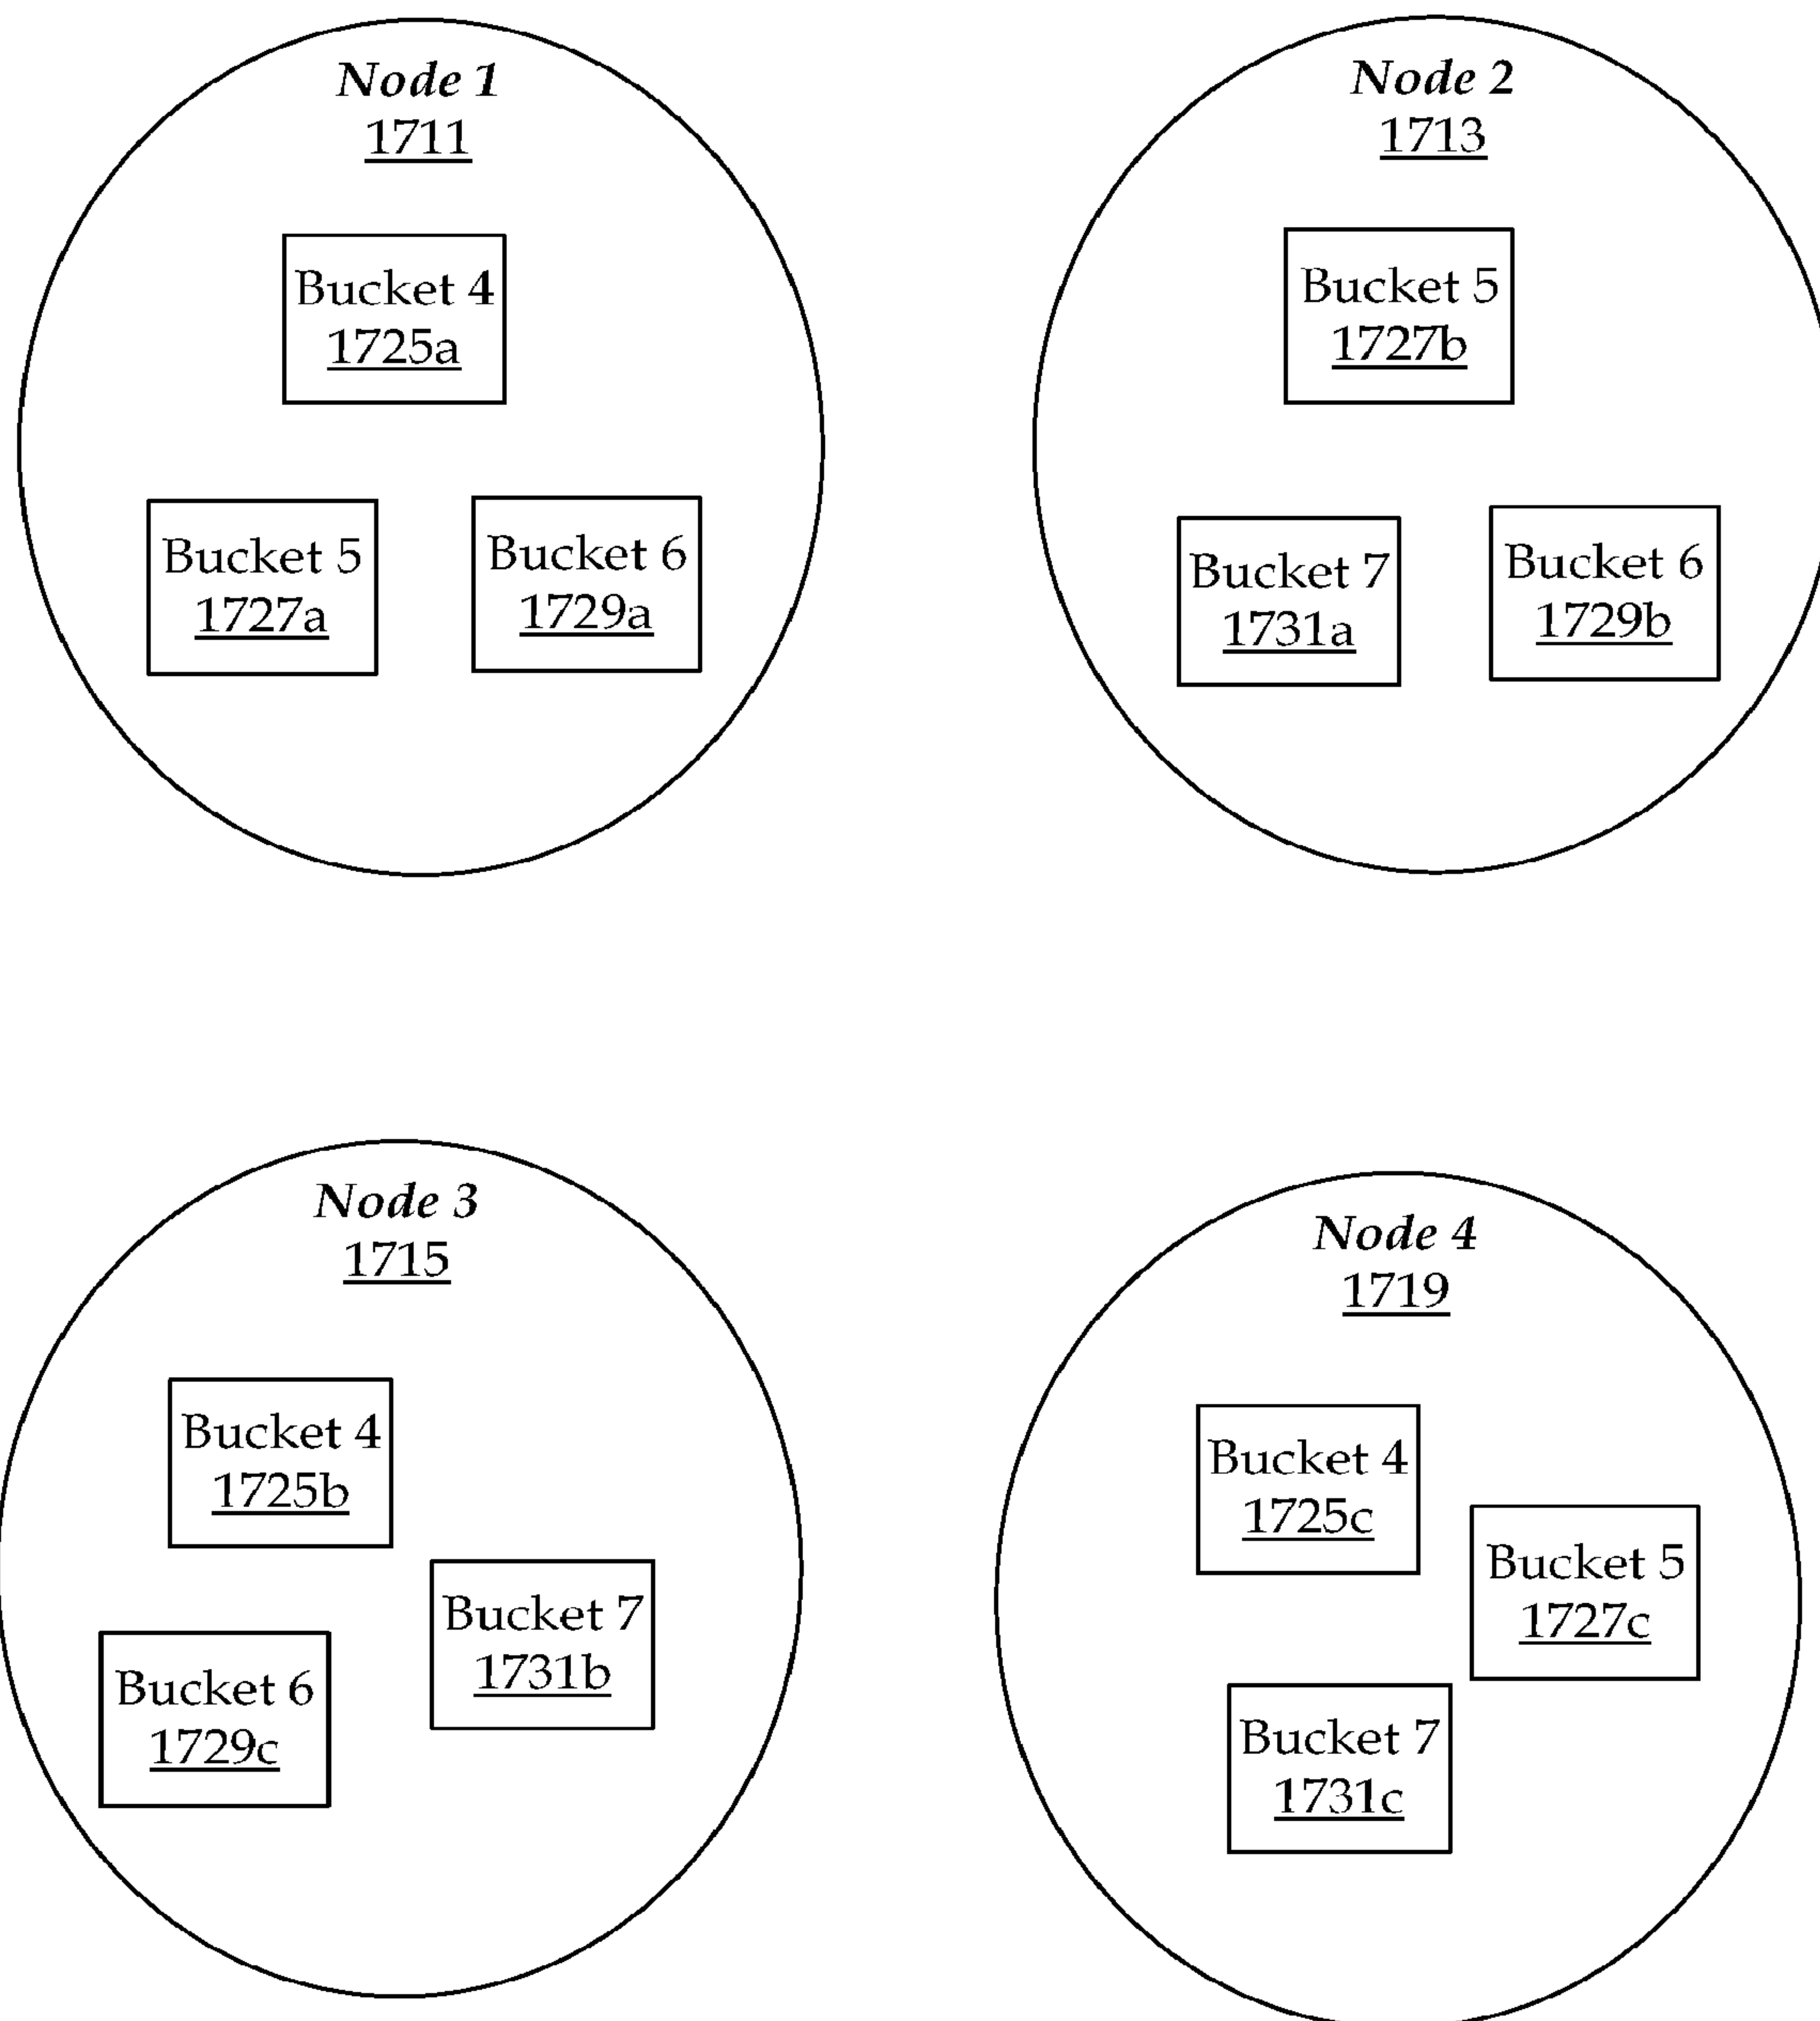 Node 1
1711
Bucket 4
1725a
Bucket 5
1727a
Bucket 6
1729a
Node 2
1713
Bucket 5
1727b
Bucket 7
1731a
Bucket 6
1729b
Node 3
1715
Bucket 4
1725b
Bucket 7
1731b
Bucket 6
1729c
Node 4
1719
Bucket 4
1725c
Bucket 5
1727c
Bucket 7
1731c